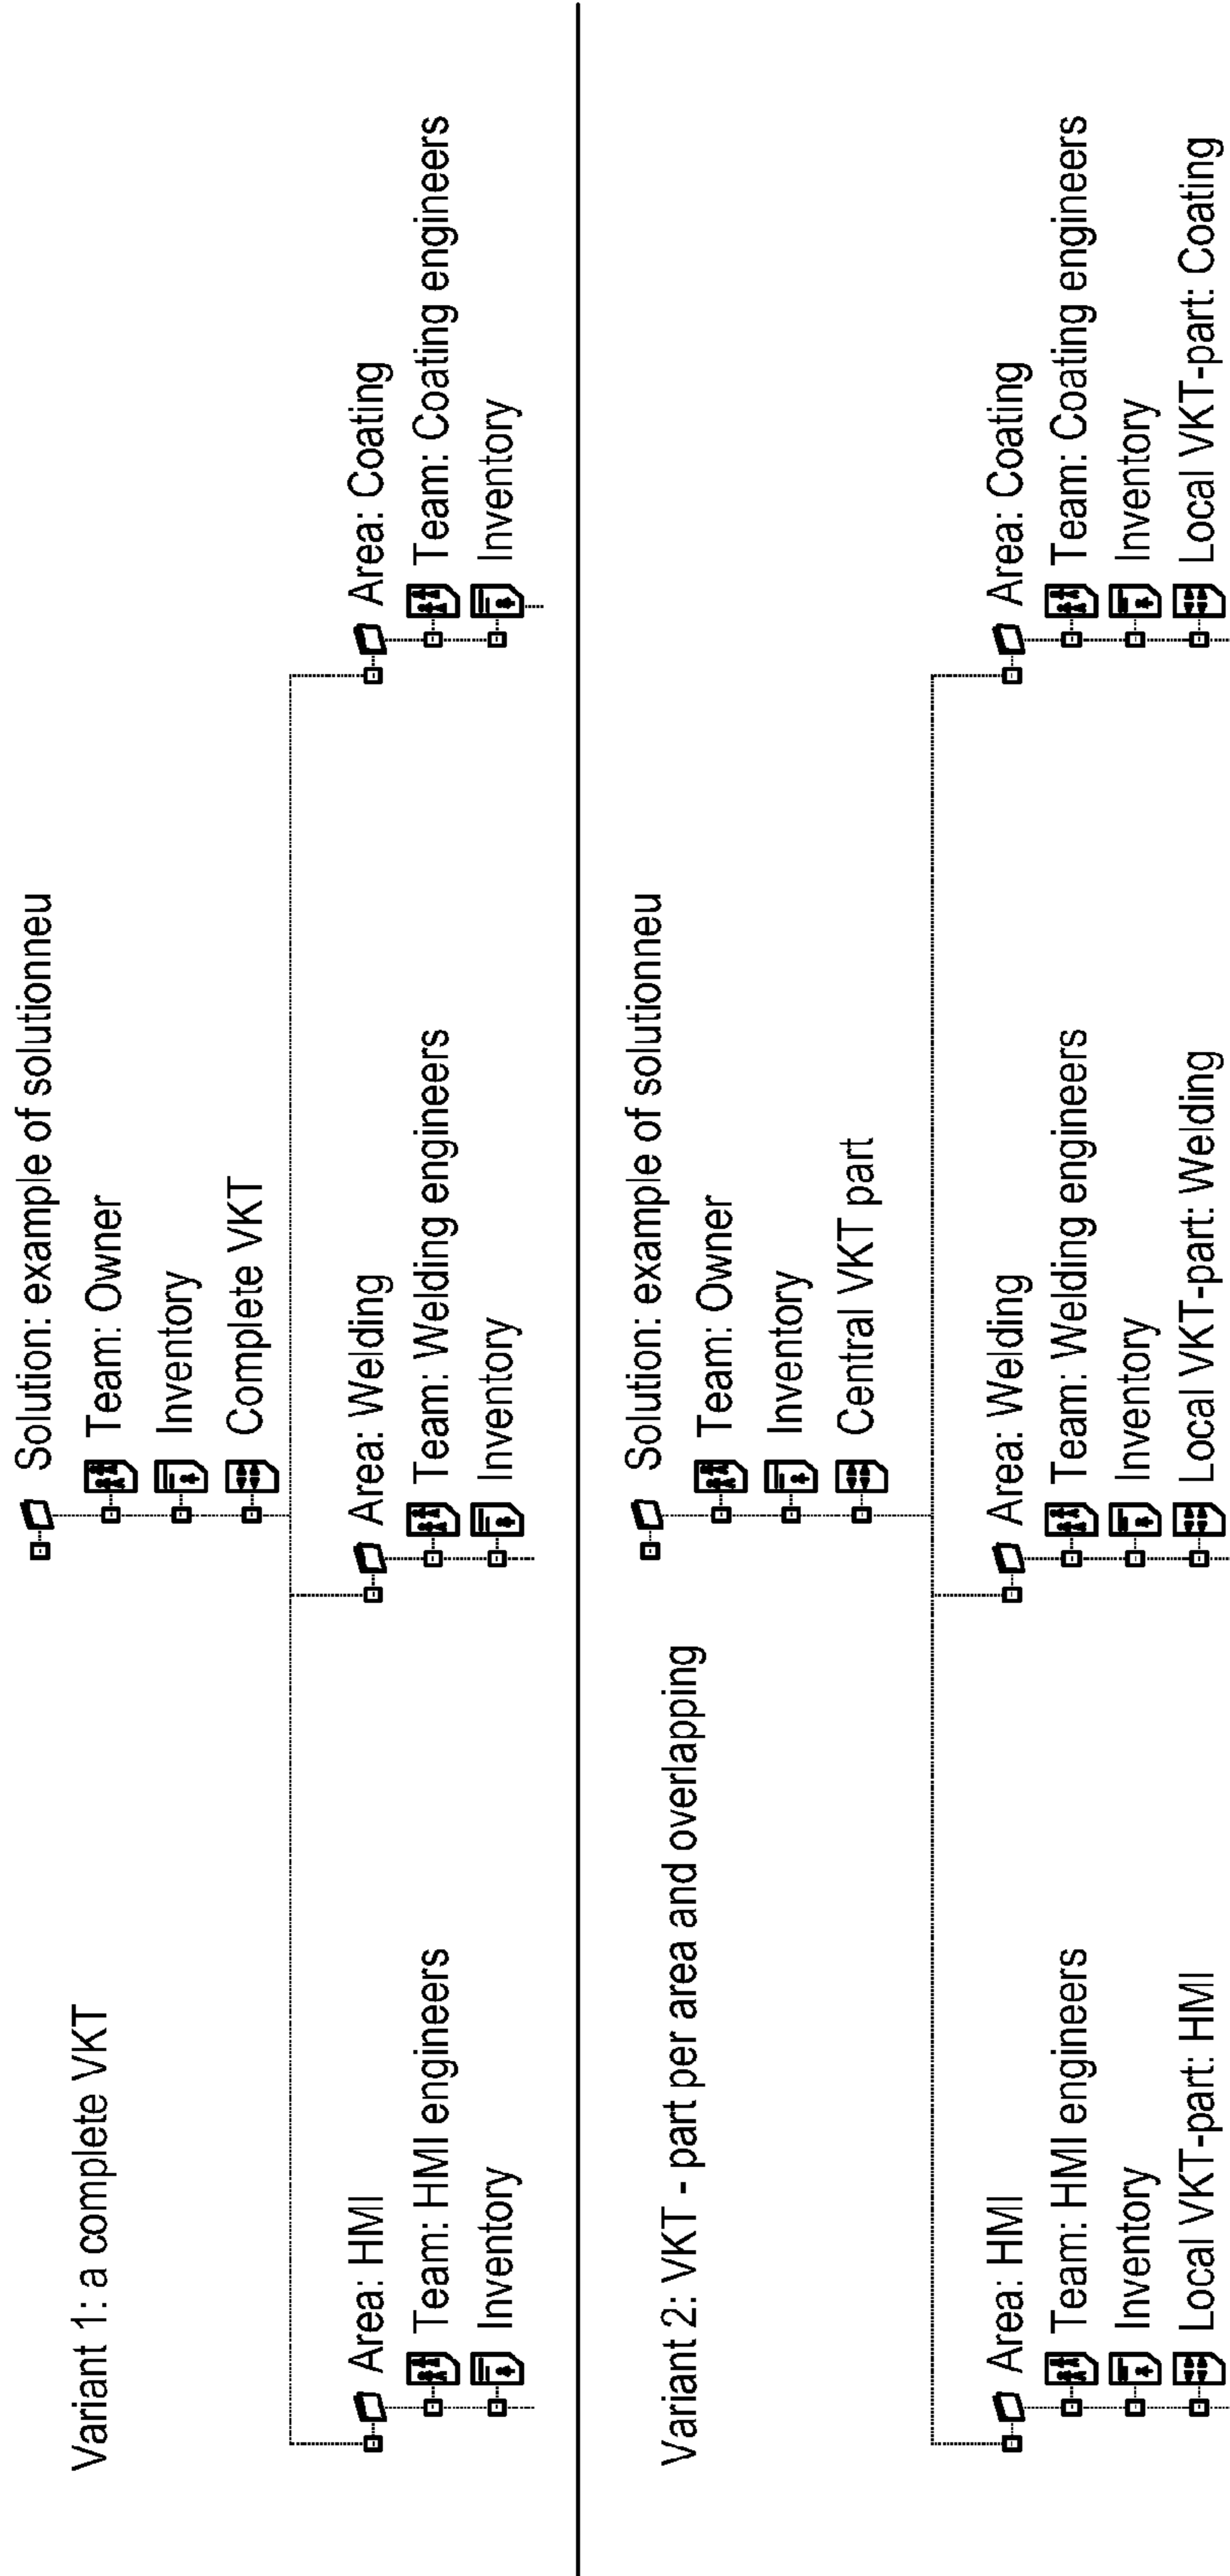 Variant 1: a complete VKT
Solution: example of solutionneu
Team: Owner
Inventory
Complete VKT
Area: HMI
Team: HMI engineers
Inventory
Area: Welding
Team: Welding engineers
Inventory
Area: Coating
Team: Coating engineers
Inventory
Variant 2: VKT - part per area and overlapping
Solution: example of solutionneu
Team: Owner
Inventory
Central VKT part
Area: HMI
Team: HMI engineers
Inventory
Local VKT-part: HMI
Area: Welding
Team: Welding engineers
Inventory
Local VKT-part: Welding
Area: Coating
Team: Coating engineers
Inventory
Local VKT-part: Coating